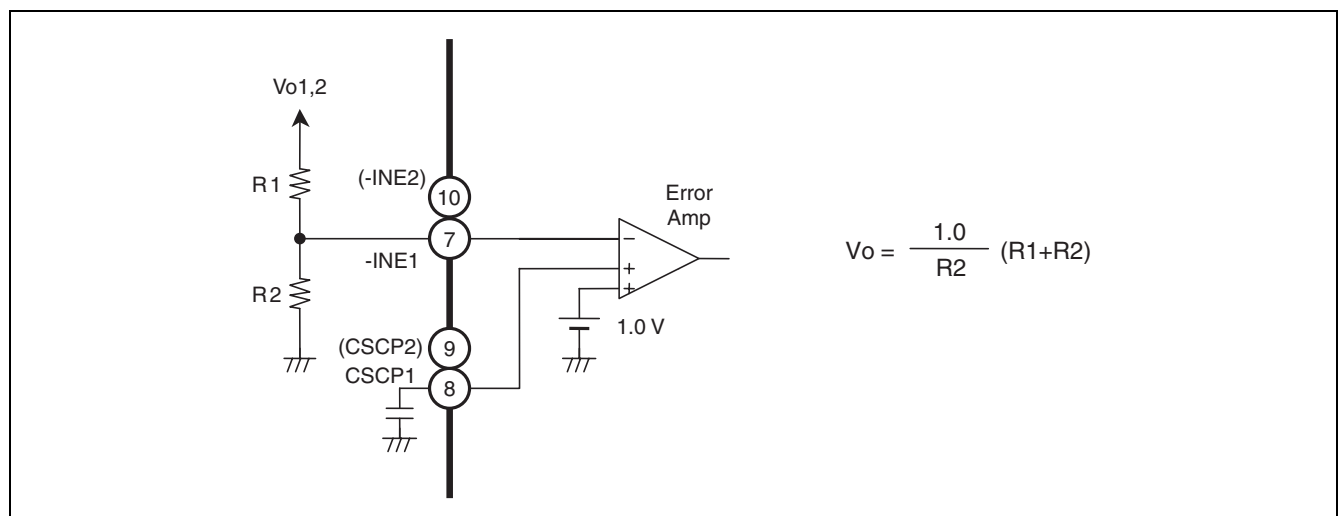 Vo1,2
R1
(-INE2)
10
7
-INE1
R2
(CSCP2)
9
CSCP1
8
Error
Amp
−
+
+
1.0 V
Vo = 1.0 / R2 (R1+R2)